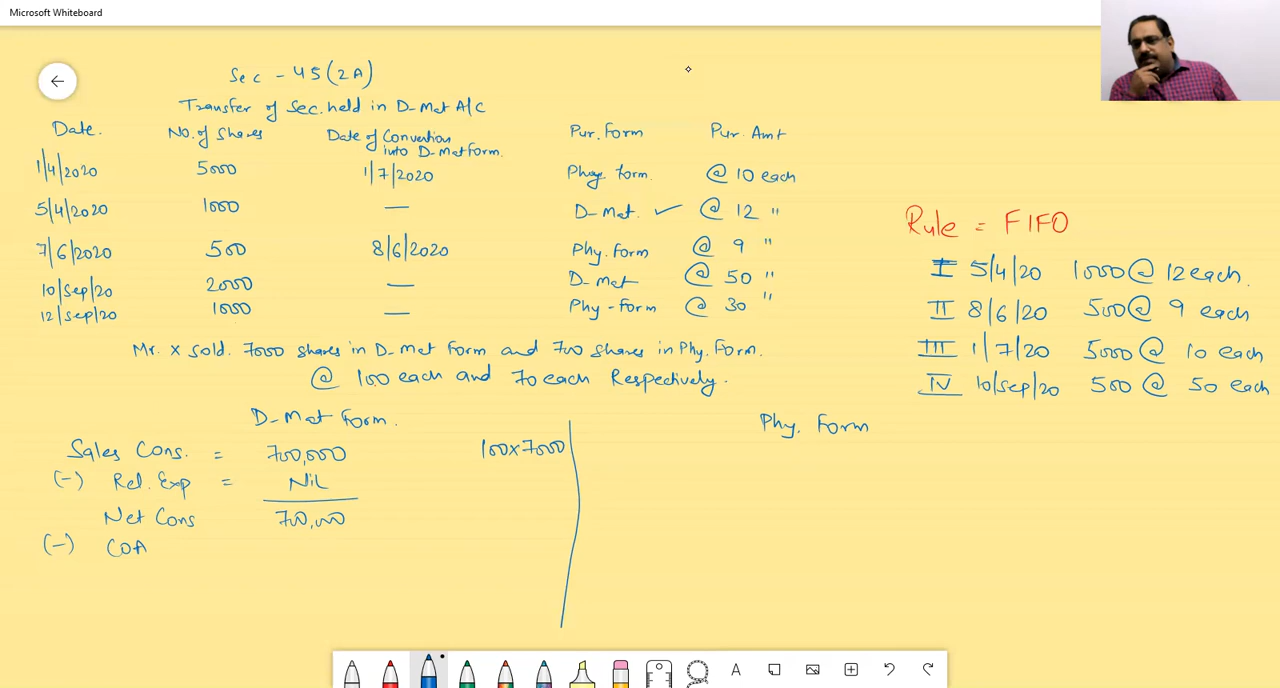 Microsoft Whiteboard
Sec - 45(2A)
Transfer of Sec. held in D-Mat A/c
Date. No. of Shares Date of Convention into D-Mat form. Pur. Form Pur. Amt
1/4/2020 5000 1/7/2020 Phy. form. @ 10 each
5/4/2020 1000 — D-Mat. ✓ @ 12 "
7/6/2020 500 8/6/2020 Phy. Form @ 9 "
10/Sep/20 2000 — D-Mat @ 50 "
12/Sep/20 1000 — Phy-Form @ 30 "
Mr. X sold. 7000 shares in D-Mat Form and 700 shares in Phy. Form.
@ 100 each and 70 each Respectively.
Rule = FIFO
I 5/4/20 1000 @ 12 each.
II 8/6/20 500 @ 9 each
III 1/7/20 5000 @ 10 each
IV 10/Sep/20 500 @ 50 each
D-Mat Form.
Sales Cons. = 700,000 100x7000
(-) Rel. Exp = Nil
Net Cons 700,000
(-) COA
Phy. Form
A